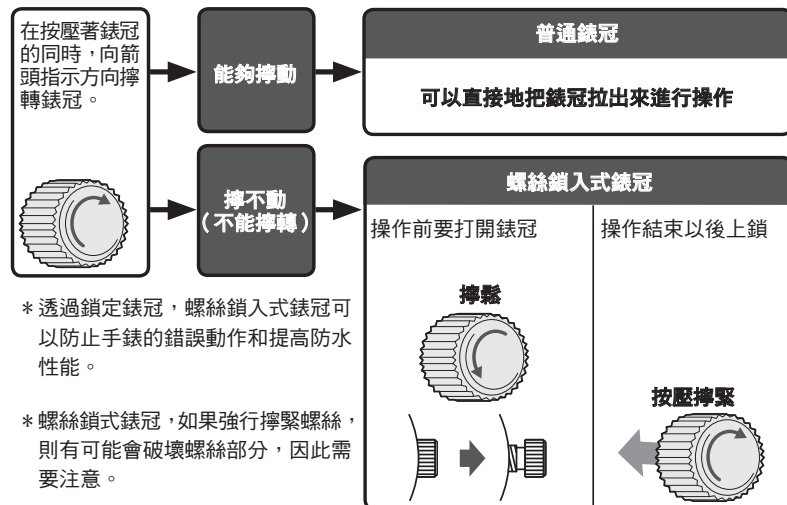 在按壓著錶冠
的同時，向箭
頭指示方向擰
轉錶冠。
能夠擰動
普通錶冠
可以直接地把錶冠拉出來進行操作
擰不動
（不能擰轉）
螺絲鎖入式錶冠
操作前要打開錶冠
擰鬆
操作結束以後上鎖
按壓擰緊
＊透過鎖定錶冠，螺絲鎖入式錶冠可
以防止手錶的錯誤動作和提高防水
性能。
＊螺絲鎖式錶冠，如果強行擰緊螺絲，
則有可能會破壞螺絲部分，因此需
要注意。